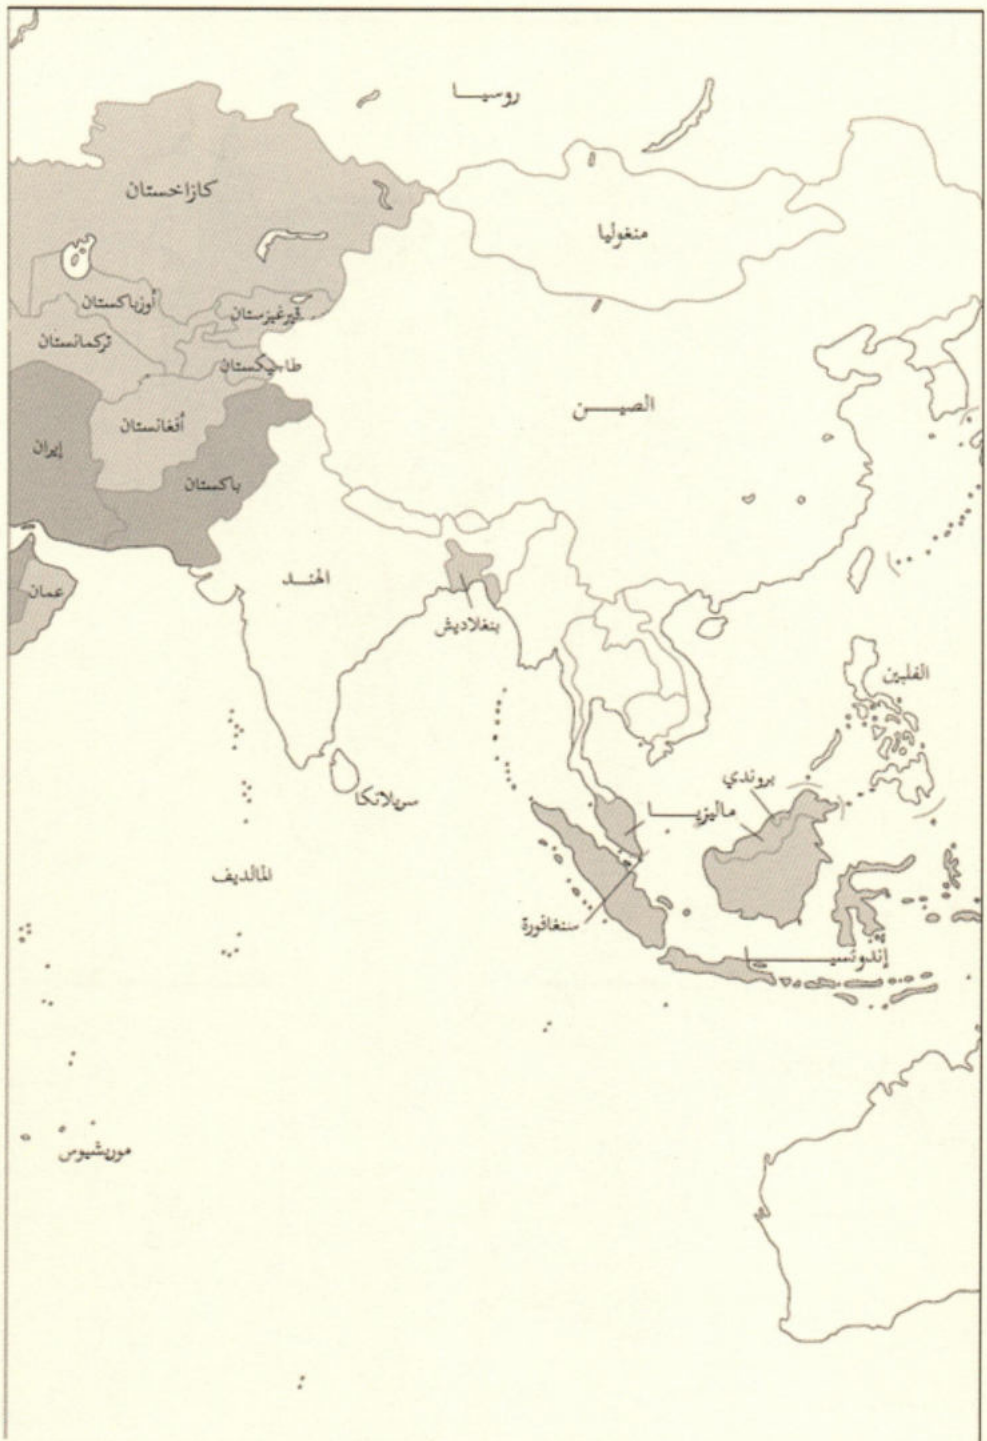 روسيا
كازاخستان
منغوليا
أوزباكستان
قيرغيزستان
تركمانستان
طاجيكستان
الصين
أفغانستان
إيران
باكستان
الهند
عمان
بنغلاديش
الفلبين
بروندي
سريلانكا
ماليزيا
المالديف
سنغافورة
إندونسيا
موريشيوس